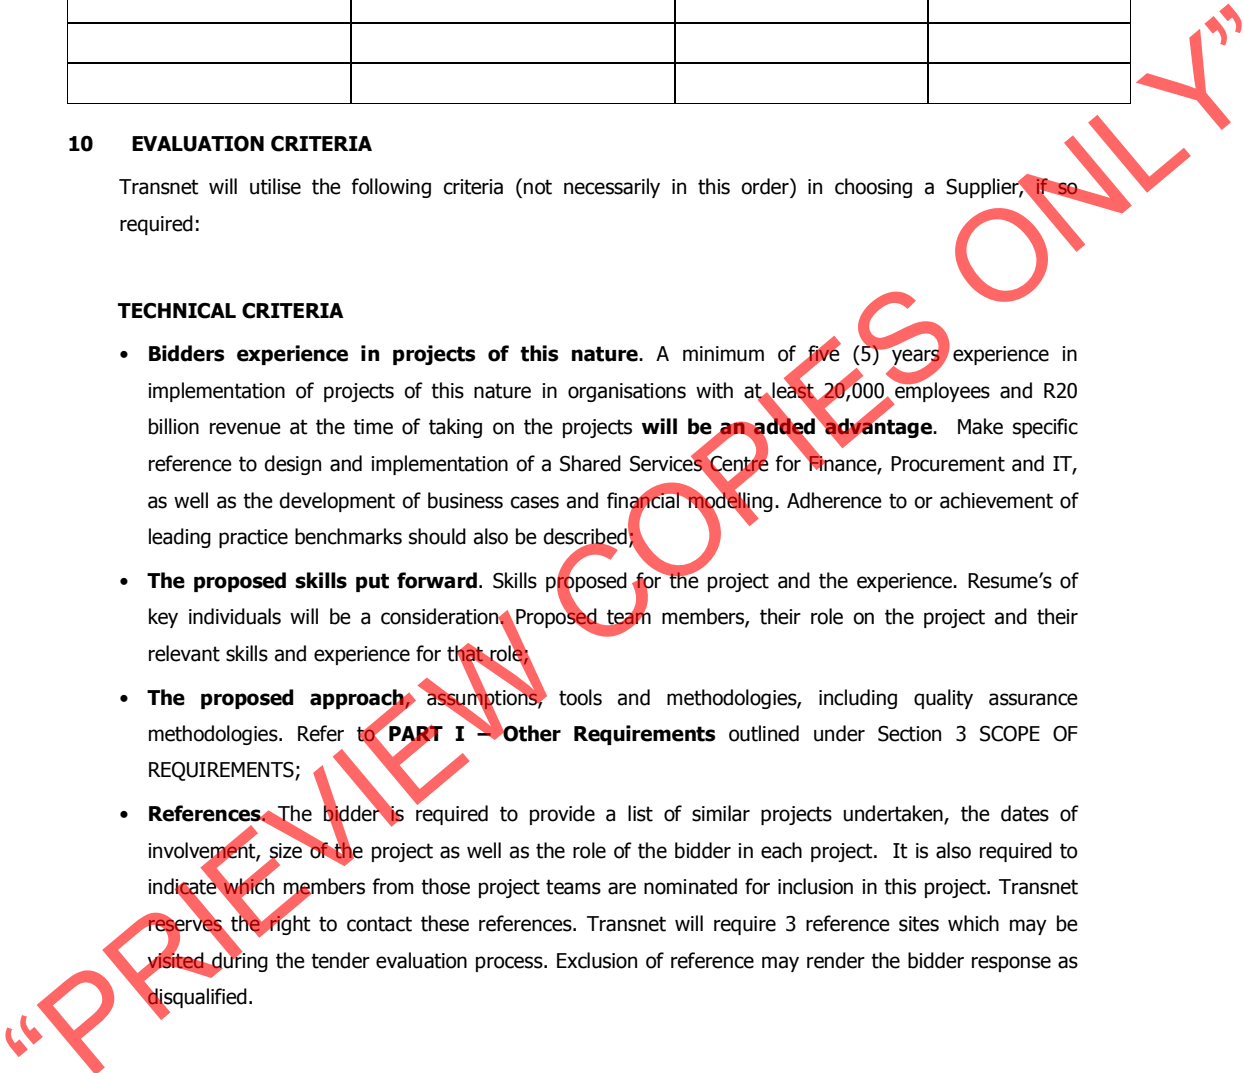 10 EVALUATION CRITERIA
Transnet will utilise the following criteria (not necessarily in this order) in choosing a Supplier, if so
required:
TECHNICAL CRITERIA
• Bidders experience in projects of this nature. A minimum of five (5) years experience in
implementation of projects of this nature in organisations with at least 20,000 employees and R20
billion revenue at the time of taking on the projects will be an added advantage. Make specific
reference to design and implementation of a Shared Services Centre for Finance, Procurement and IT,
as well as the development of business cases and financial modelling. Adherence to or achievement of
leading practice benchmarks should also be described;
• The proposed skills put forward. Skills proposed for the project and the experience. Resume’s of
key individuals will be a consideration. Proposed team members, their role on the project and their
relevant skills and experience for that role;
• The proposed approach, assumptions, tools and methodologies, including quality assurance
methodologies. Refer to PART I – Other Requirements outlined under Section 3 SCOPE OF
REQUIREMENTS;
• References. The bidder is required to provide a list of similar projects undertaken, the dates of
involvement, size of the project as well as the role of the bidder in each project. It is also required to
indicate which members from those project teams are nominated for inclusion in this project. Transnet
reserves the right to contact these references. Transnet will require 3 reference sites which may be
visited during the tender evaluation process. Exclusion of reference may render the bidder response as
disqualified.
“PRIEVIEW COPIES ONLY”